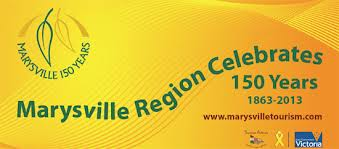 MARYSVILLE 150 YEARS
Marysville Region Celebrates
150 Years
1863-2013
www.marysvilletourism.com
Victoria